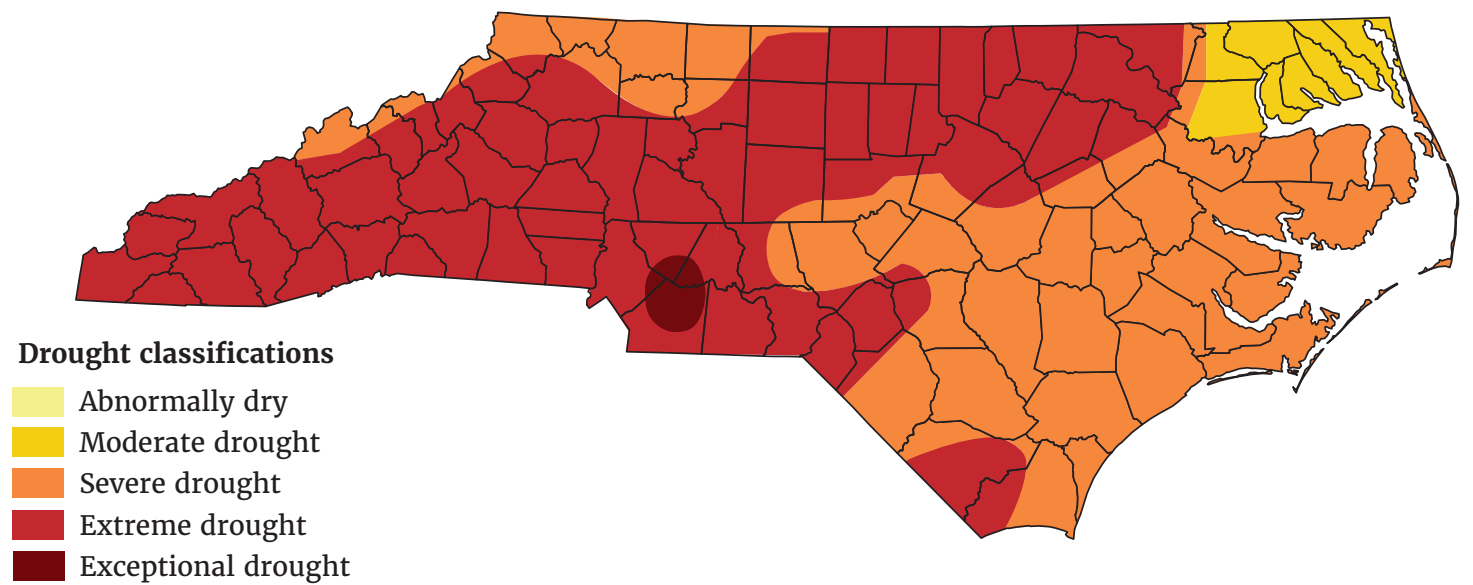 Drought classifications
Abnormally dry
Moderate drought
Severe drought
Extreme drought
Exceptional drought